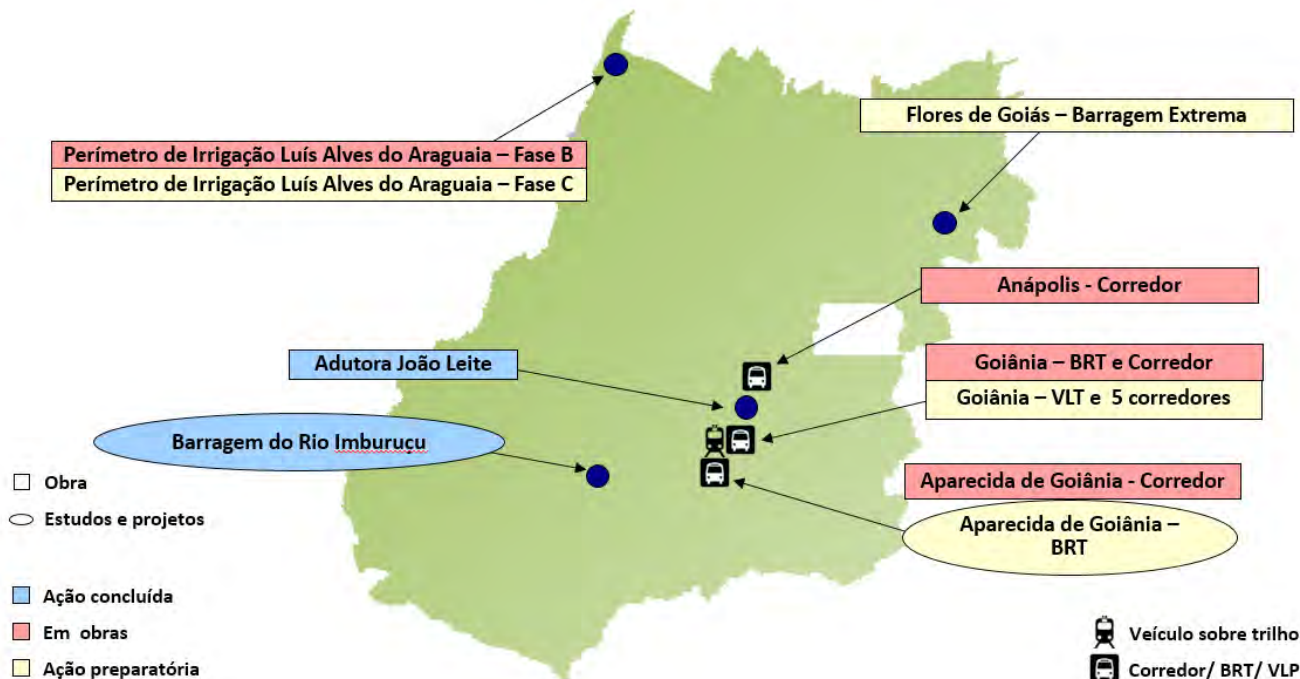 Flores de Goiás – Barragem Extrema
Perímetro de Irrigação Luís Alves do Araguaia – Fase B
Perímetro de Irrigação Luís Alves do Araguaia – Fase C
Anápolis - Corredor
Adutora João Leite
Goiânia – BRT e Corredor
Goiânia – VLT e 5 corredores
Barragem do Rio Imburuçu
Aparecida de Goiânia - Corredor
Aparecida de Goiânia –
BRT
Obra
Estudos e projetos
Ação concluída
Em obras
Ação preparatória
Veículo sobre trilho
Corredor/ BRT/ VLP